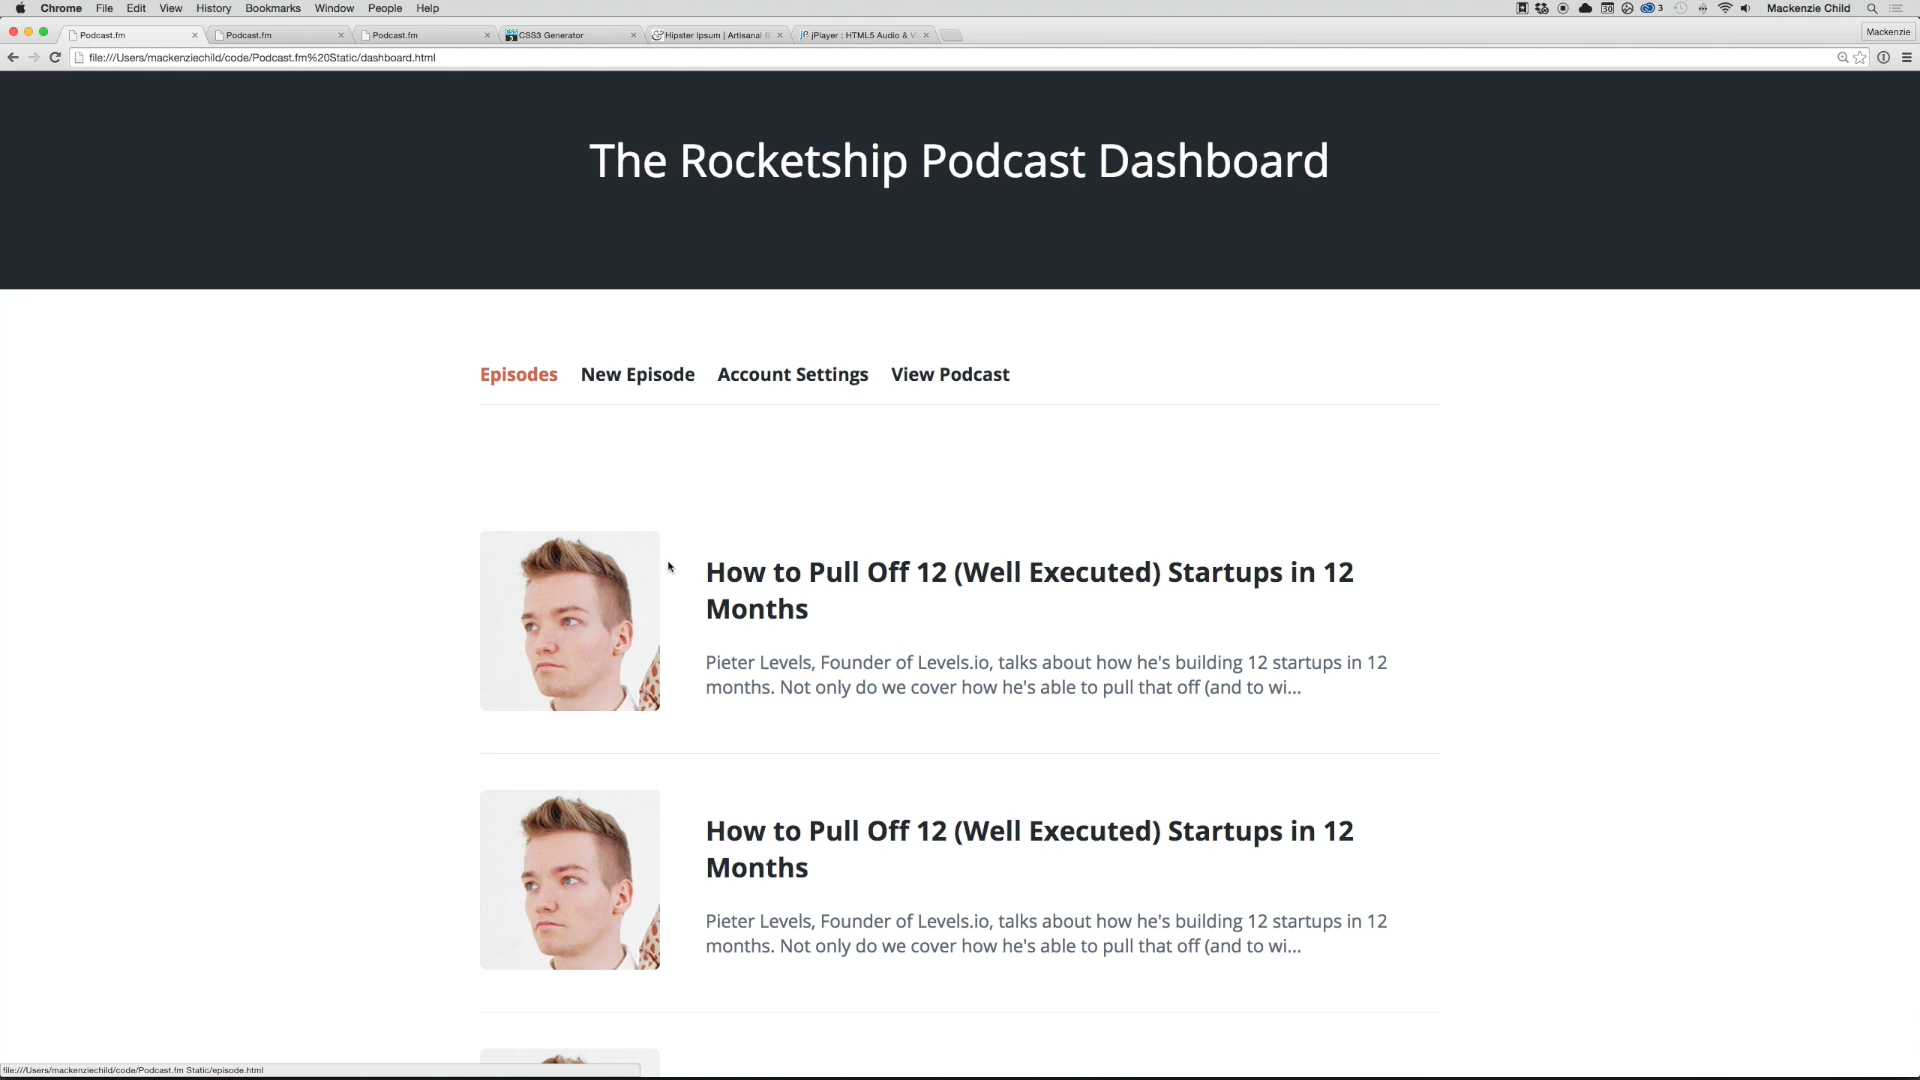 Chrome File Edit View History Bookmarks Window People Help 30 3 Mackenzie Child
Podcast.fm Podcast.fm Podcast.fm CSS3 Generator Hipster Ipsum | Artisanal jPlayer : HTML5 Audio & Mackenzie
file:///Users/mackenziechild/code/Podcast.fm%20Static/dashboard.html
The Rocketship Podcast Dashboard
Episodes New Episode Account Settings View Podcast
How to Pull Off 12 (Well Executed) Startups in 12
Months
Pieter Levels, Founder of Levels.io, talks about how he's building 12 startups in 12
months. Not only do we cover how he's able to pull that off (and to wi...
How to Pull Off 12 (Well Executed) Startups in 12
Months
Pieter Levels, Founder of Levels.io, talks about how he's building 12 startups in 12
months. Not only do we cover how he's able to pull that off (and to wi...
file:///Users/mackenziechild/code/Podcast.fm Static/episode.html